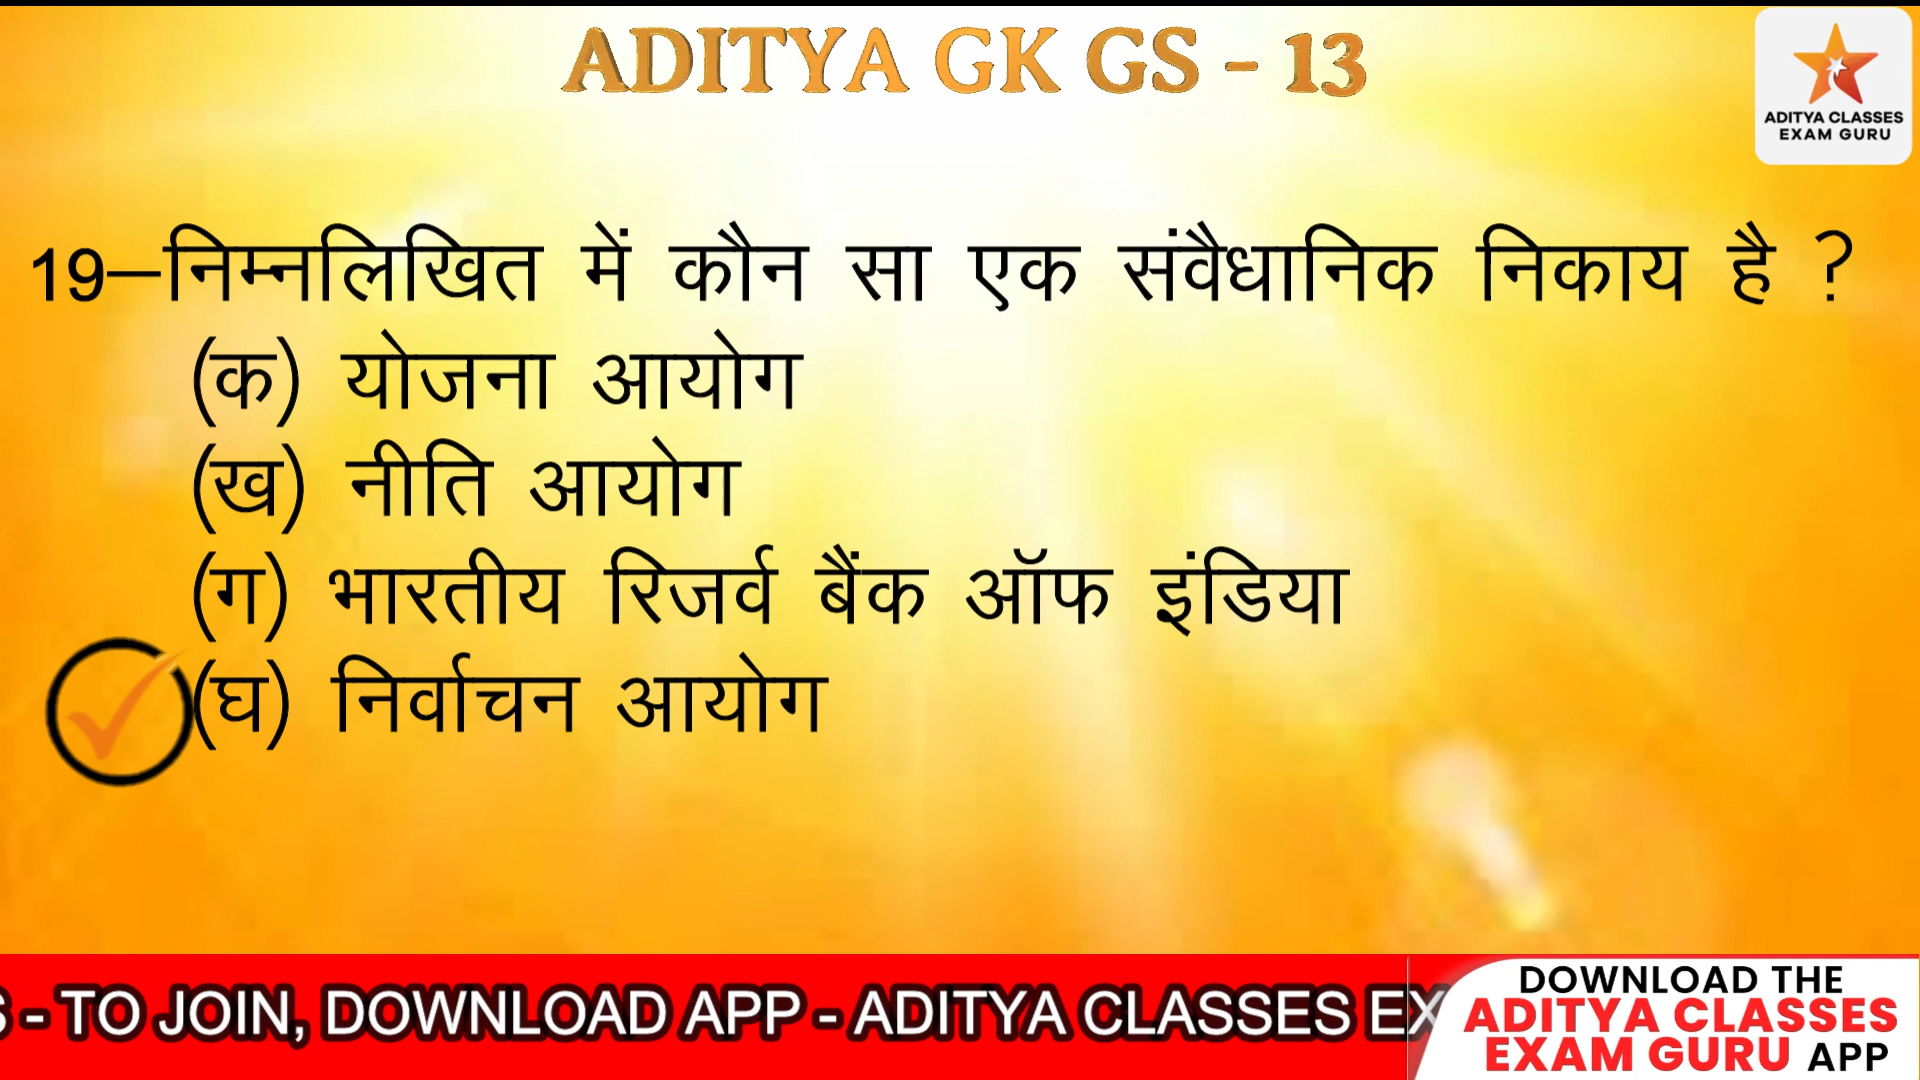 ADITYA GK GS - 13
ADITYA CLASSES
EXAM GURU
19–निम्नलिखित में कौन सा एक संवैधानिक निकाय है ?
(क) योजना आयोग
(ख) नीति आयोग
(ग) भारतीय रिजर्व बैंक ऑफ इंडिया
(घ) निर्वाचन आयोग
- TO JOIN, DOWNLOAD APP - ADITYA CLASSES EX
DOWNLOAD THE
ADITYA CLASSES
EXAM GURU APP